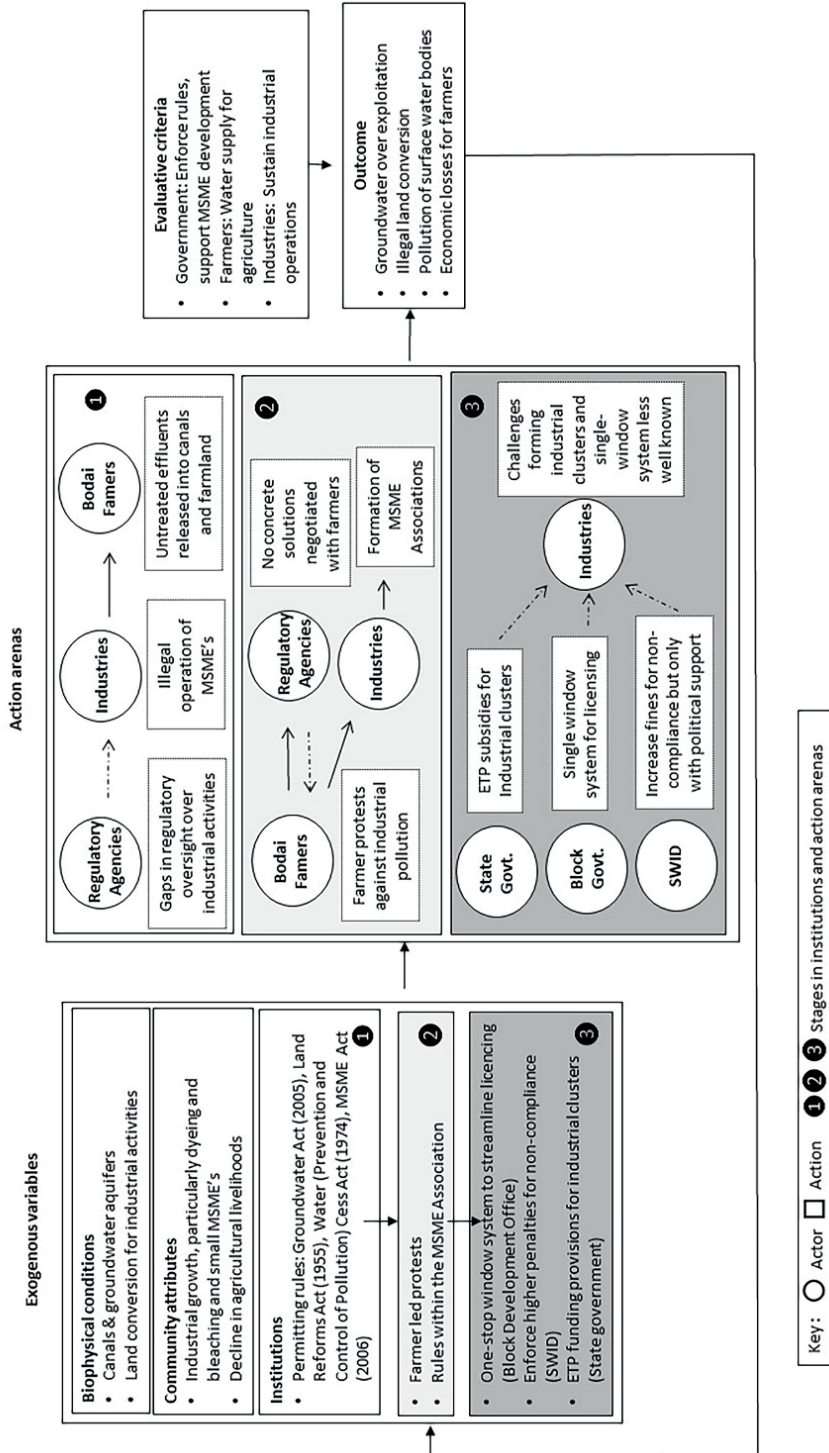 Exogenous variables
Biophysical conditions
• Canals & groundwater aquifers
• Land conversion for industrial activities
Community attributes
• Industrial growth, particularly dyeing and
bleaching and small MSME's
• Decline in agricultural livelihoods
Institutions
• Permitting rules: Groundwater Act (2005), Land
Reforms Act (1955), Water (Prevention and
Control of Pollution) Cess Act (1974), MSME Act
(2006)
1
• Farmer led protests
• Rules within the MSME Association
2
• One-stop window system to streamline licencing
(Block Development Office)
• Enforce higher penalties for non-compliance
(SWID)
• ETP funding provisions for industrial clusters
(State government)
3
Action arenas
1
Regulatory
Agencies
Industries
Bodai
Famers
Gaps in regulatory
oversight over
industrial activities
Illegal
operation of
MSME's
Untreated effluents
released into canals
and farmland
2
Bodai
Famers
Regulatory
Agencies
No concrete
solutions
negotiated
with farmers
Farmer protests
against industrial
pollution
Industries
Formation of
MSME
Associations
3
State
Govt.
ETP subsidies for
Industrial clusters
Block
Govt.
Single window
system for licensing
SWID
Increase fines for non-
compliance but only
with political support
Industries
Challenges
forming
industrial
clusters and
single-
window
system less
well known
Evaluative criteria
• Government: Enforce rules,
support MSME development
• Farmers: Water supply for
agriculture
• Industries: Sustain industrial
operations
Outcome
• Groundwater over exploitation
• Illegal land conversion
• Pollution of surface water bodies
• Economic losses for farmers
Key: Actor Action 1 2 3 Stages in institutions and action arenas